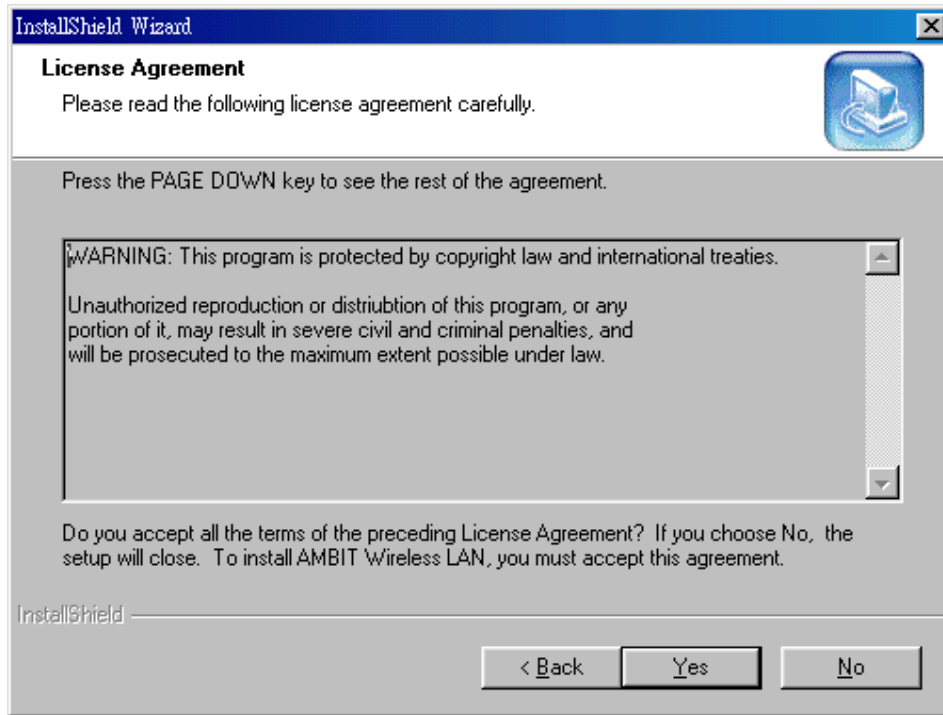 InstallShield Wizard
License Agreement
Please read the following license agreement carefully.
Press the PAGE DOWN key to see the rest of the agreement.
WARNING: This program is protected by copyright law and international treaties.
Unauthorized reproduction or distriubtion of this program, or any
portion of it, may result in severe civil and criminal penalties, and
will be prosecuted to the maximum extent possible under law.
Do you accept all the terms of the preceding License Agreement? If you choose No, the
setup will close. To install AMBIT Wireless LAN, you must accept this agreement.
InstallShield
< Back
Yes
No